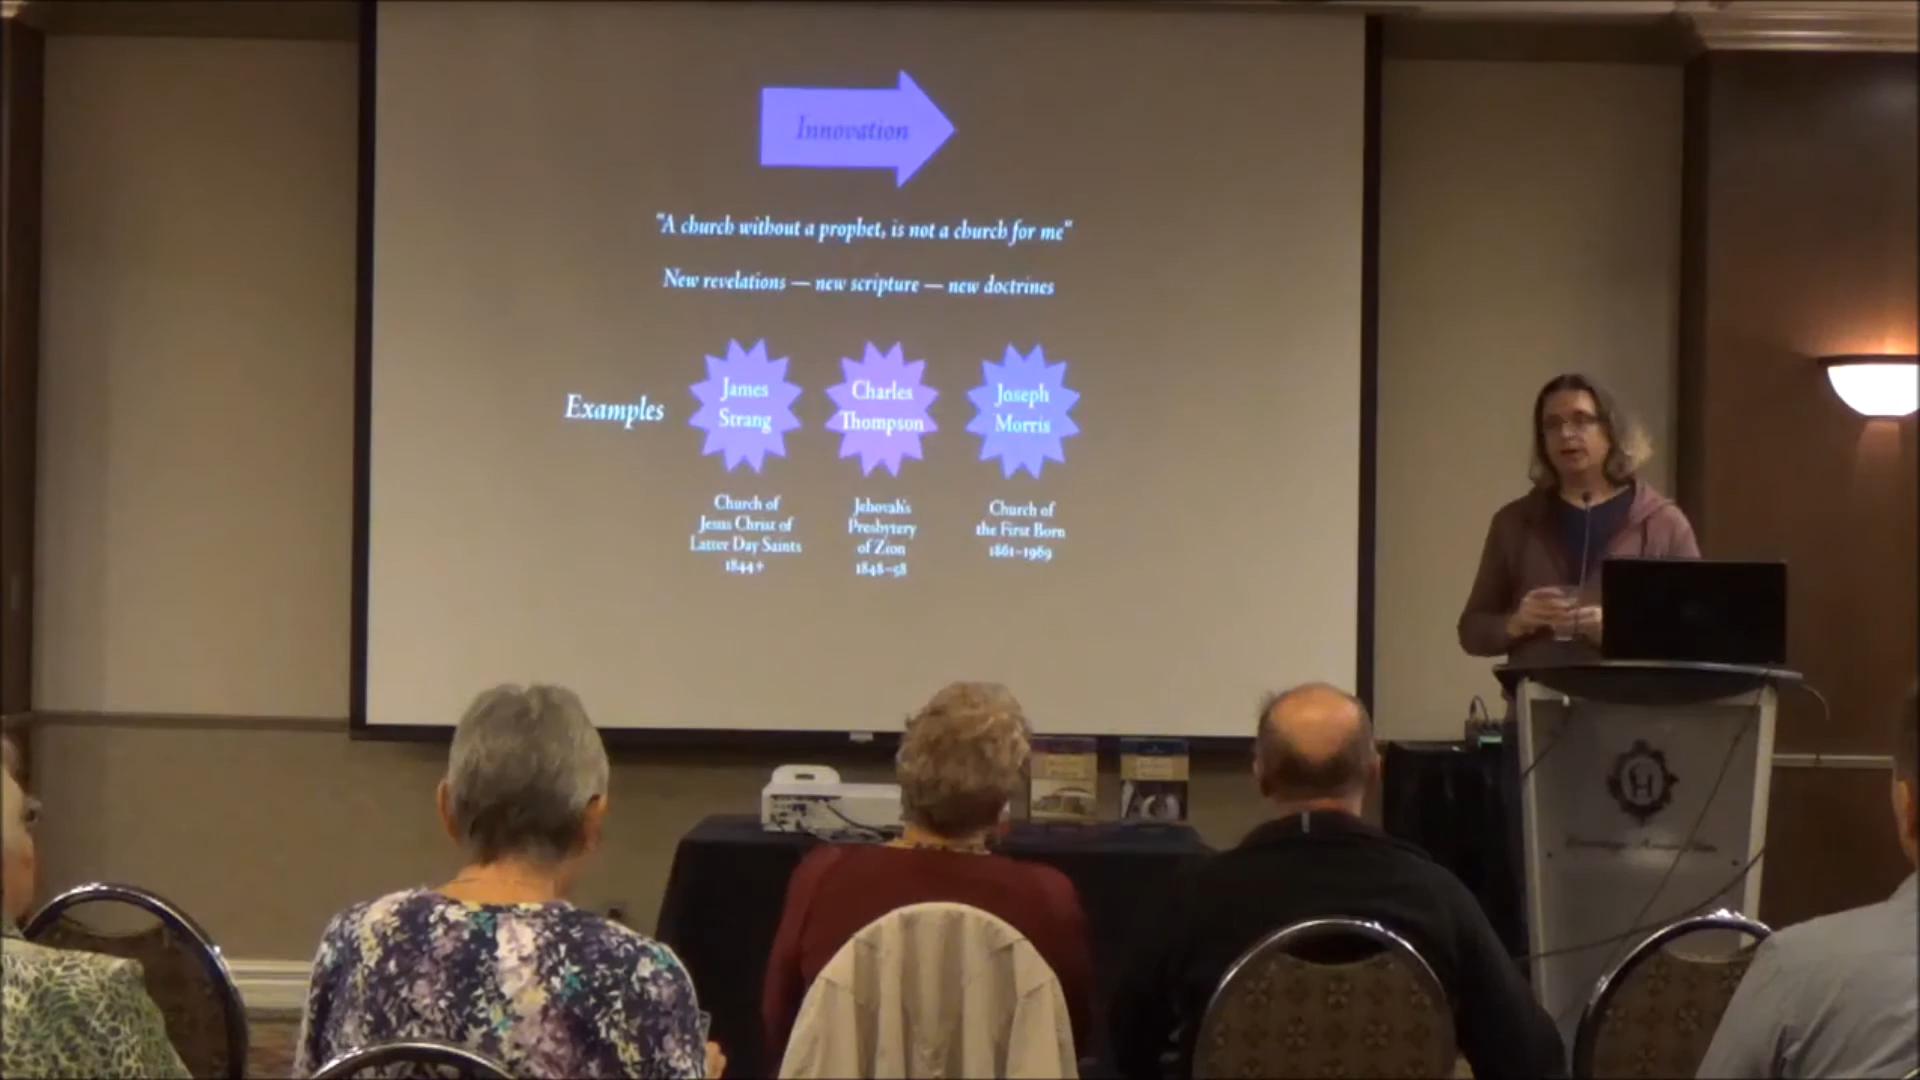 Innovation
"A church without a prophet, is not a church for me"
New revelations — new scripture — new doctrines
Examples
James
Strang
Charles
Thompson
Joseph
Morris
Church of
Jesus Christ of
Latter Day Saints
1844+
Jehovah's
Presbytery
of Zion
1848–58
Church of
the First Born
1861–1969
H